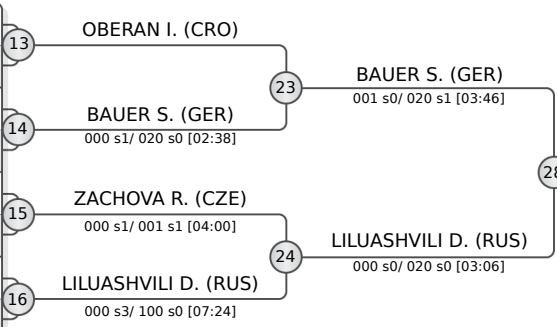 13
OBERAN I. (CRO)
23
BAUER S. (GER)
001 s0/ 020 s1 [03:46]
14
BAUER S. (GER)
000 s1/ 020 s0 [02:38]
28
15
ZACHOVA R. (CZE)
000 s1/ 001 s1 [04:00]
24
LILUASHVILI D. (RUS)
000 s0/ 020 s0 [03:06]
16
LILUASHVILI D. (RUS)
000 s3/ 100 s0 [07:24]